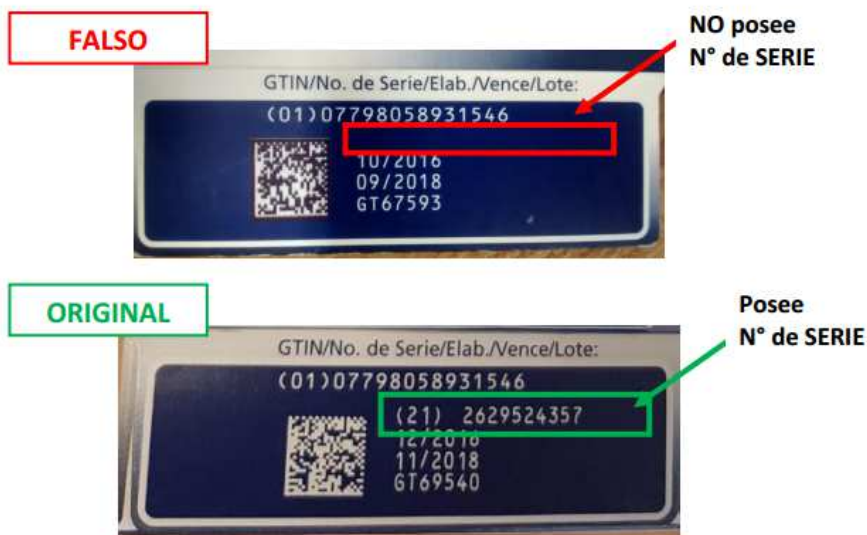 FALSO
NO posee
N° de SERIE
GTIN/No. de Serie/Elab./Vence/Lote:
(01)07798058931546
10/2016
09/2018
GT67593
ORIGINAL
Posee
N° de SERIE
GTIN/No. de Serie/Elab./Vence/Lote:
(01)07798058931546
(21) 2629524357
12/2016
11/2018
GT69540